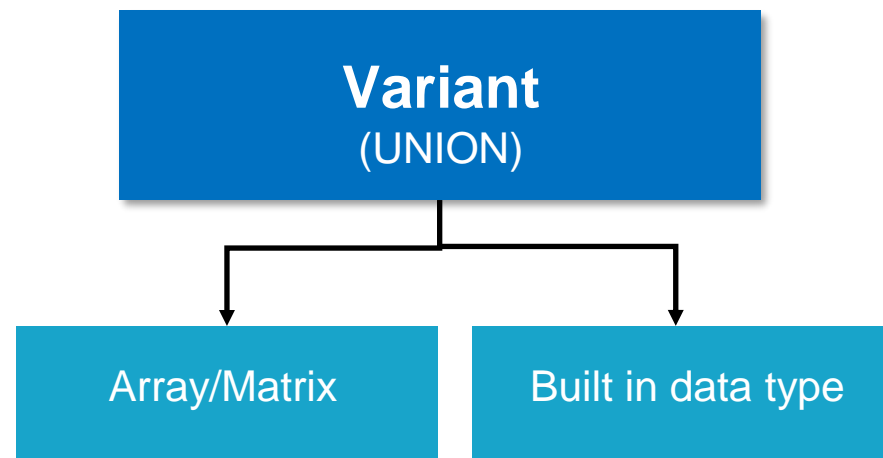 Variant
(UNION)
Array/Matrix
Built in data type